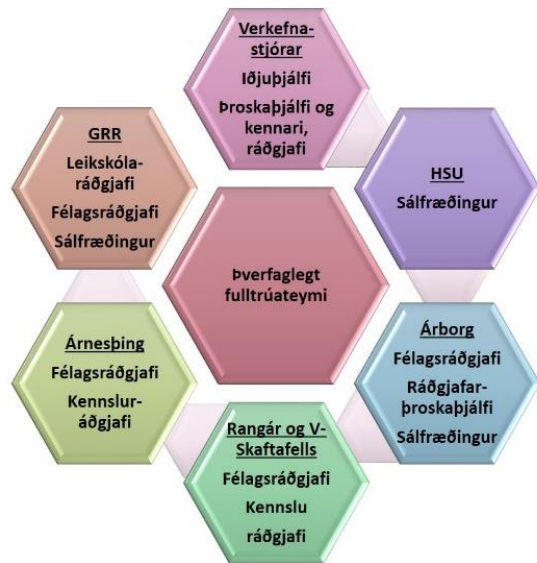 Verkefna-
stjórar
Iðjuþjálfi
Þroskaþjálfi og
kennari,
ráðgjafi
GRR
Leikskóla-
ráðgjafi
Félagsráðgjafi
Sálfræðingur
HSU
Sálfræðingur
Þverfaglegt
fulltrúateymi
Árnesþing
Félagsráðgjafi
Kennslur-
áðgjafi
Árborg
Félagsráðgjafi
Ráðgjafar-
þroskaþjálfi
Sálfræðingur
Rangár og V-
Skaftafells
Félagsráðgjafi
Kennslu
ráðgjafi